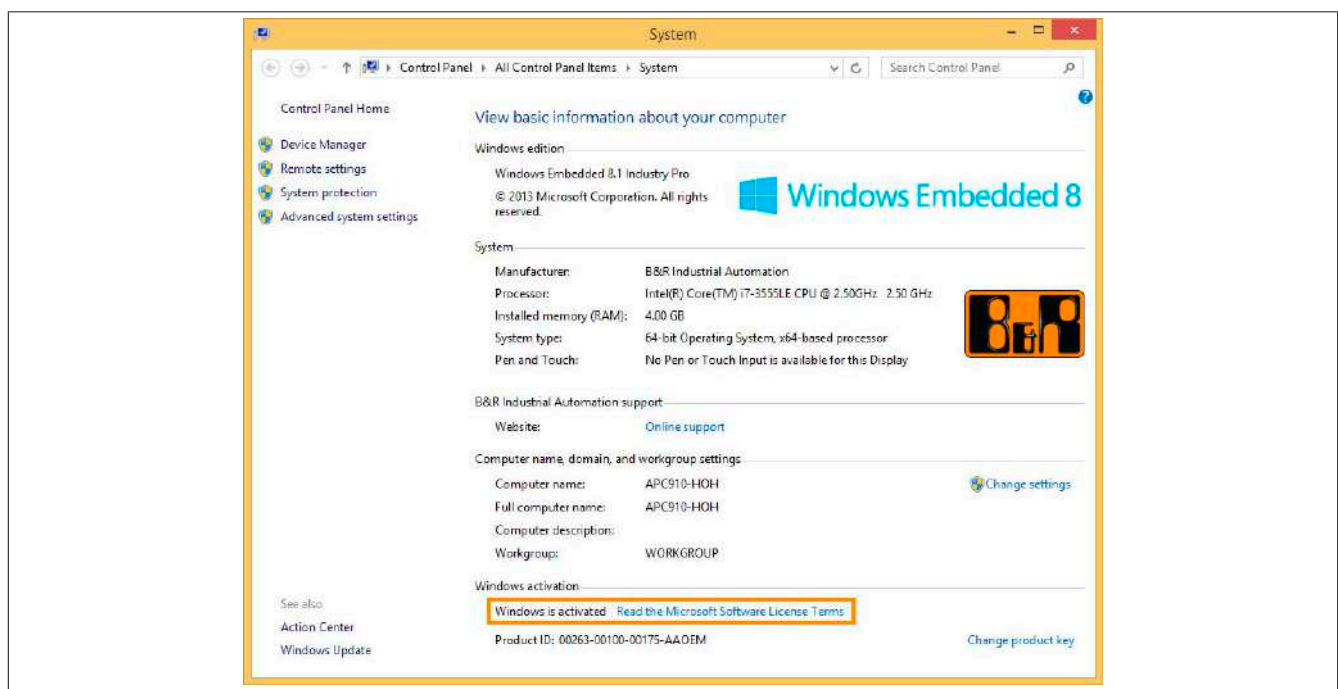 System
Control Panel ▸ All Control Panel Items ▸ System
Search Control Panel
Control Panel Home
Device Manager
Remote settings
System protection
Advanced system settings
View basic information about your computer
Windows edition
Windows Embedded 8.1 Industry Pro
© 2013 Microsoft Corporation. All rights
reserved.
Windows Embedded 8
System
Manufacturer: B&R Industrial Automation
Processor: Intel(R) Core(TM) i7-3555LE CPU @ 2.50GHz 2.50 GHz
Installed memory (RAM): 4.00 GB
System type: 64-bit Operating System, x64-based processor
Pen and Touch: No Pen or Touch Input is available for this Display
B&R
B&R Industrial Automation support
Website: Online support
Computer name, domain, and workgroup settings
Computer name: APC910-HOH
Change settings
Full computer name: APC910-HOH
Computer description:
Workgroup: WORKGROUP
Windows activation
Windows is activated Read the Microsoft Software License Terms
Product ID: 00263-00100-00175-AAOEM
Change product key
See also
Action Center
Windows Update